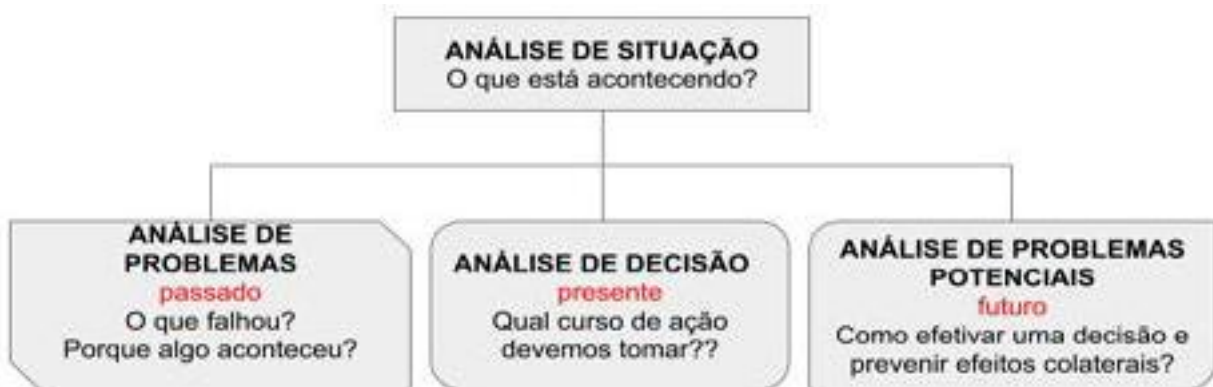 ANÁLISE DE SITUAÇÃO
O que está acontecendo?
ANÁLISE DE
PROBLEMAS
passado
O que falhou?
Porque algo aconteceu?
ANÁLISE DE DECISÃO
presente
Qual curso de ação
devemos tomar??
ANÁLISE DE PROBLEMAS
POTENCIAIS
futuro
Como efetivar uma decisão e
prevenir efeitos colaterais?